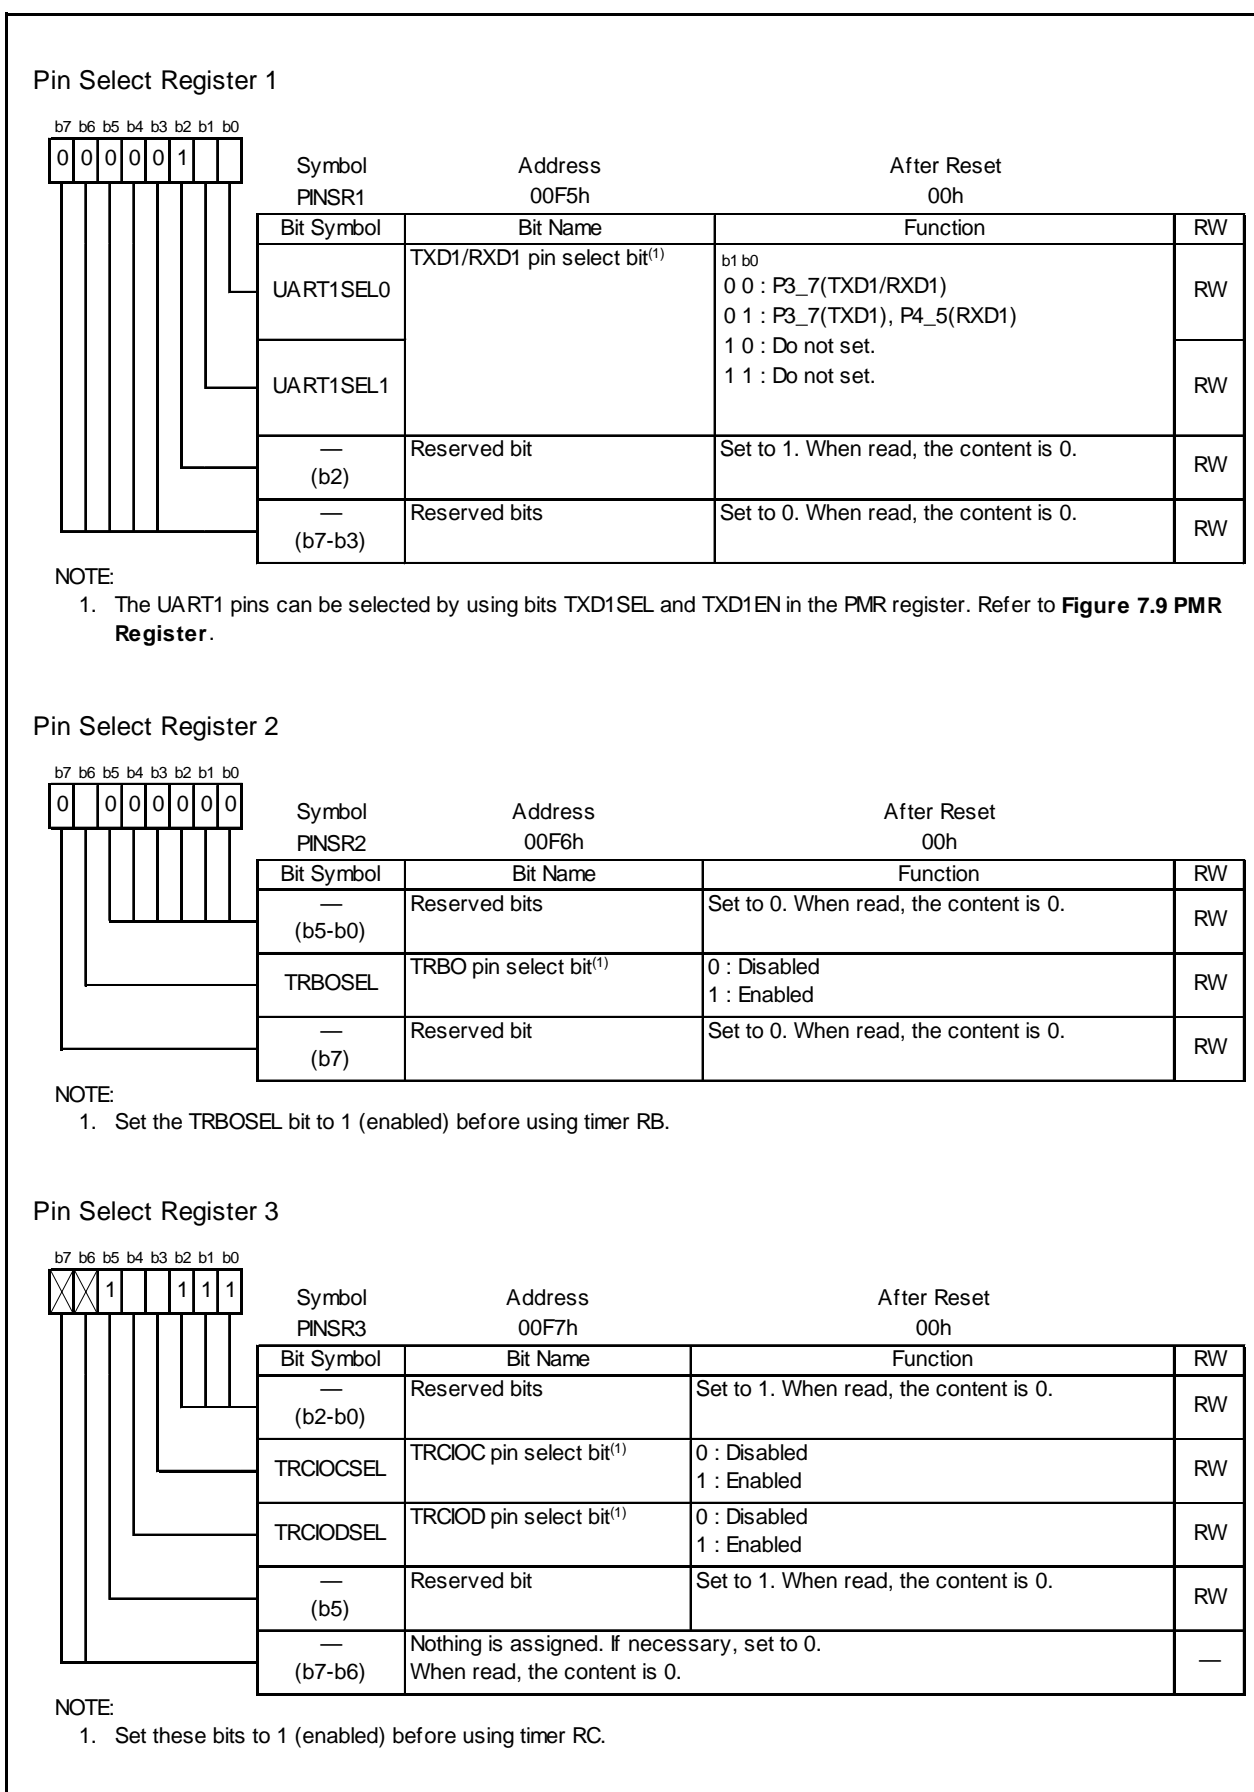 Pin Select Register 1
b7 b6 b5 b4 b3 b2 b1 b0
0 0 0 0 0 1
Symbol Address After Reset
PINSR1 00F5h 00h
Bit Symbol Bit Name Function RW
UART1SEL0 TXD1/RXD1 pin select bit(1) b1 b0
0 0 : P3_7(TXD1/RXD1) RW
0 1 : P3_7(TXD1), P4_5(RXD1)
1 0 : Do not set.
UART1SEL1 1 1 : Do not set. RW
— Reserved bit Set to 1. When read, the content is 0. RW
(b2)
— Reserved bits Set to 0. When read, the content is 0. RW
(b7-b3)
NOTE:
1. The UART1 pins can be selected by using bits TXD1SEL and TXD1EN in the PMR register. Refer to Figure 7.9 PMR
Register.
Pin Select Register 2
b7 b6 b5 b4 b3 b2 b1 b0
0 0 0 0 0 0 0
Symbol Address After Reset
PINSR2 00F6h 00h
Bit Symbol Bit Name Function RW
— Reserved bits Set to 0. When read, the content is 0. RW
(b5-b0)
TRBOSEL TRBO pin select bit(1) 0 : Disabled RW
1 : Enabled
— Reserved bit Set to 0. When read, the content is 0. RW
(b7)
NOTE:
1. Set the TRBOSEL bit to 1 (enabled) before using timer RB.
Pin Select Register 3
b7 b6 b5 b4 b3 b2 b1 b0
1 1 1 1
Symbol Address After Reset
PINSR3 00F7h 00h
Bit Symbol Bit Name Function RW
— Reserved bits Set to 1. When read, the content is 0. RW
(b2-b0)
TRCIOCSEL TRCIOC pin select bit(1) 0 : Disabled RW
1 : Enabled
TRCIODSEL TRCIOD pin select bit(1) 0 : Disabled RW
1 : Enabled
— Reserved bit Set to 1. When read, the content is 0. RW
(b5)
— Nothing is assigned. If necessary, set to 0. —
(b7-b6) When read, the content is 0.
NOTE:
1. Set these bits to 1 (enabled) before using timer RC.